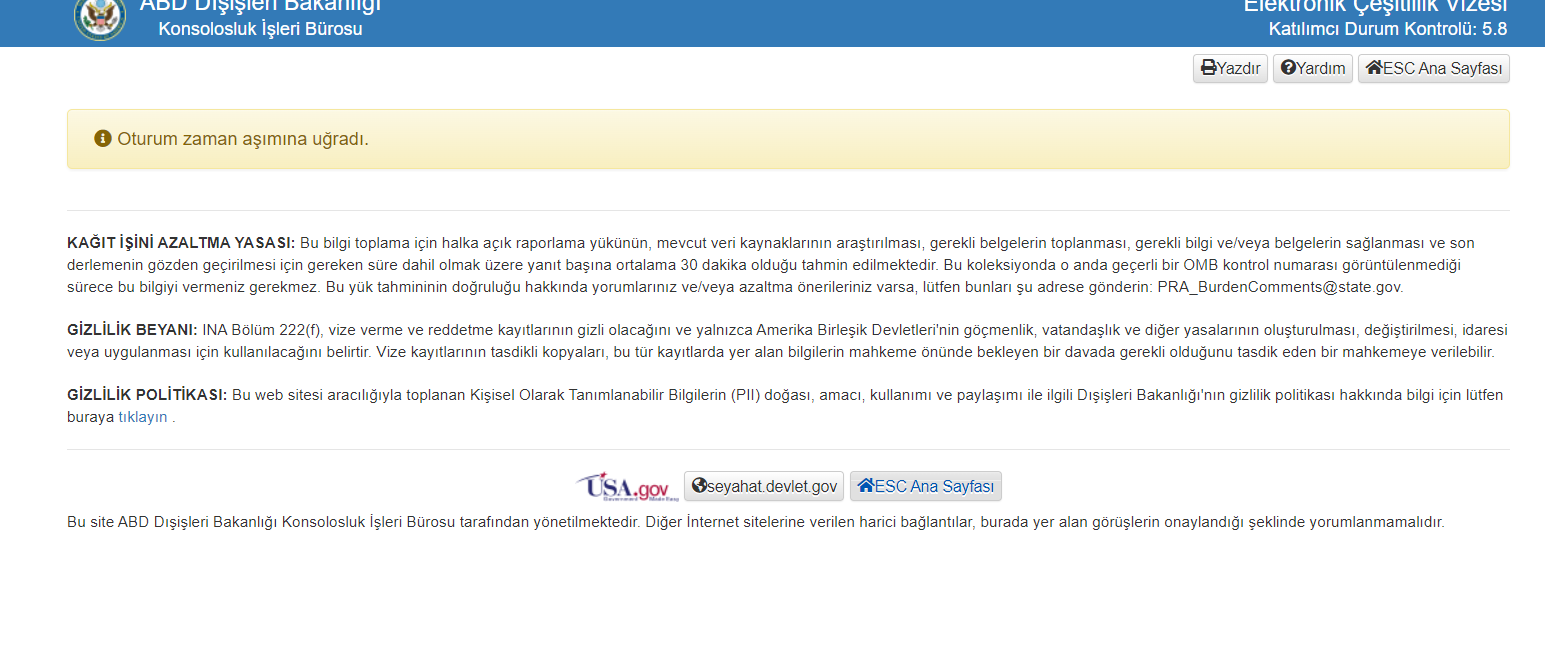 ABD Dışişleri Bakanlığı
Konsolosluk İşleri Bürosu
Elektronik Çeşitlilik Vizesi
Katılımcı Durum Kontrolü: 5.8
Yazdır
Yardım
ESC Ana Sayfası
Oturum zaman aşımına uğradı.
KAĞIT İŞİNİ AZALTMA YASASI: Bu bilgi toplama için halka açık raporlama yükünün, mevcut veri kaynaklarının araştırılması, gerekli belgelerin toplanması, gerekli bilgi ve/veya belgelerin sağlanması ve son
derlemenin gözden geçirilmesi için gereken süre dahil olmak üzere yanıt başına ortalama 30 dakika olduğu tahmin edilmektedir. Bu koleksiyonda o anda geçerli bir OMB kontrol numarası görüntülenmediği
sürece bu bilgiyi vermeniz gerekmez. Bu yük tahmininin doğruluğu hakkında yorumlarınız ve/veya azaltma önerileriniz varsa, lütfen bunları şu adrese gönderin: PRA_BurdenComments@state.gov.
GİZLİLİK BEYANI: INA Bölüm 222(f), vize verme ve reddetme kayıtlarının gizli olacağını ve yalnızca Amerika Birleşik Devletleri'nin göçmenlik, vatandaşlık ve diğer yasalarının oluşturulması, değiştirilmesi, idaresi
veya uygulanması için kullanılacağını belirtir. Vize kayıtlarının tasdikli kopyaları, bu tür kayıtlarda yer alan bilgilerin mahkeme önünde bekleyen bir davada gerekli olduğunu tasdik eden bir mahkemeye verilebilir.
GİZLİLİK POLİTİKASI: Bu web sitesi aracılığıyla toplanan Kişisel Olarak Tanımlanabilir Bilgilerin (PII) doğası, amacı, kullanımı ve paylaşımı ile ilgili Dışişleri Bakanlığı'nın gizlilik politikası hakkında bilgi için lütfen
buraya tıklayın .
USA.gov
seyahat.devlet.gov
ESC Ana Sayfası
Bu site ABD Dışişleri Bakanlığı Konsolosluk İşleri Bürosu tarafından yönetilmektedir. Diğer İnternet sitelerine verilen harici bağlantılar, burada yer alan görüşlerin onaylandığı şeklinde yorumlanmamalıdır.